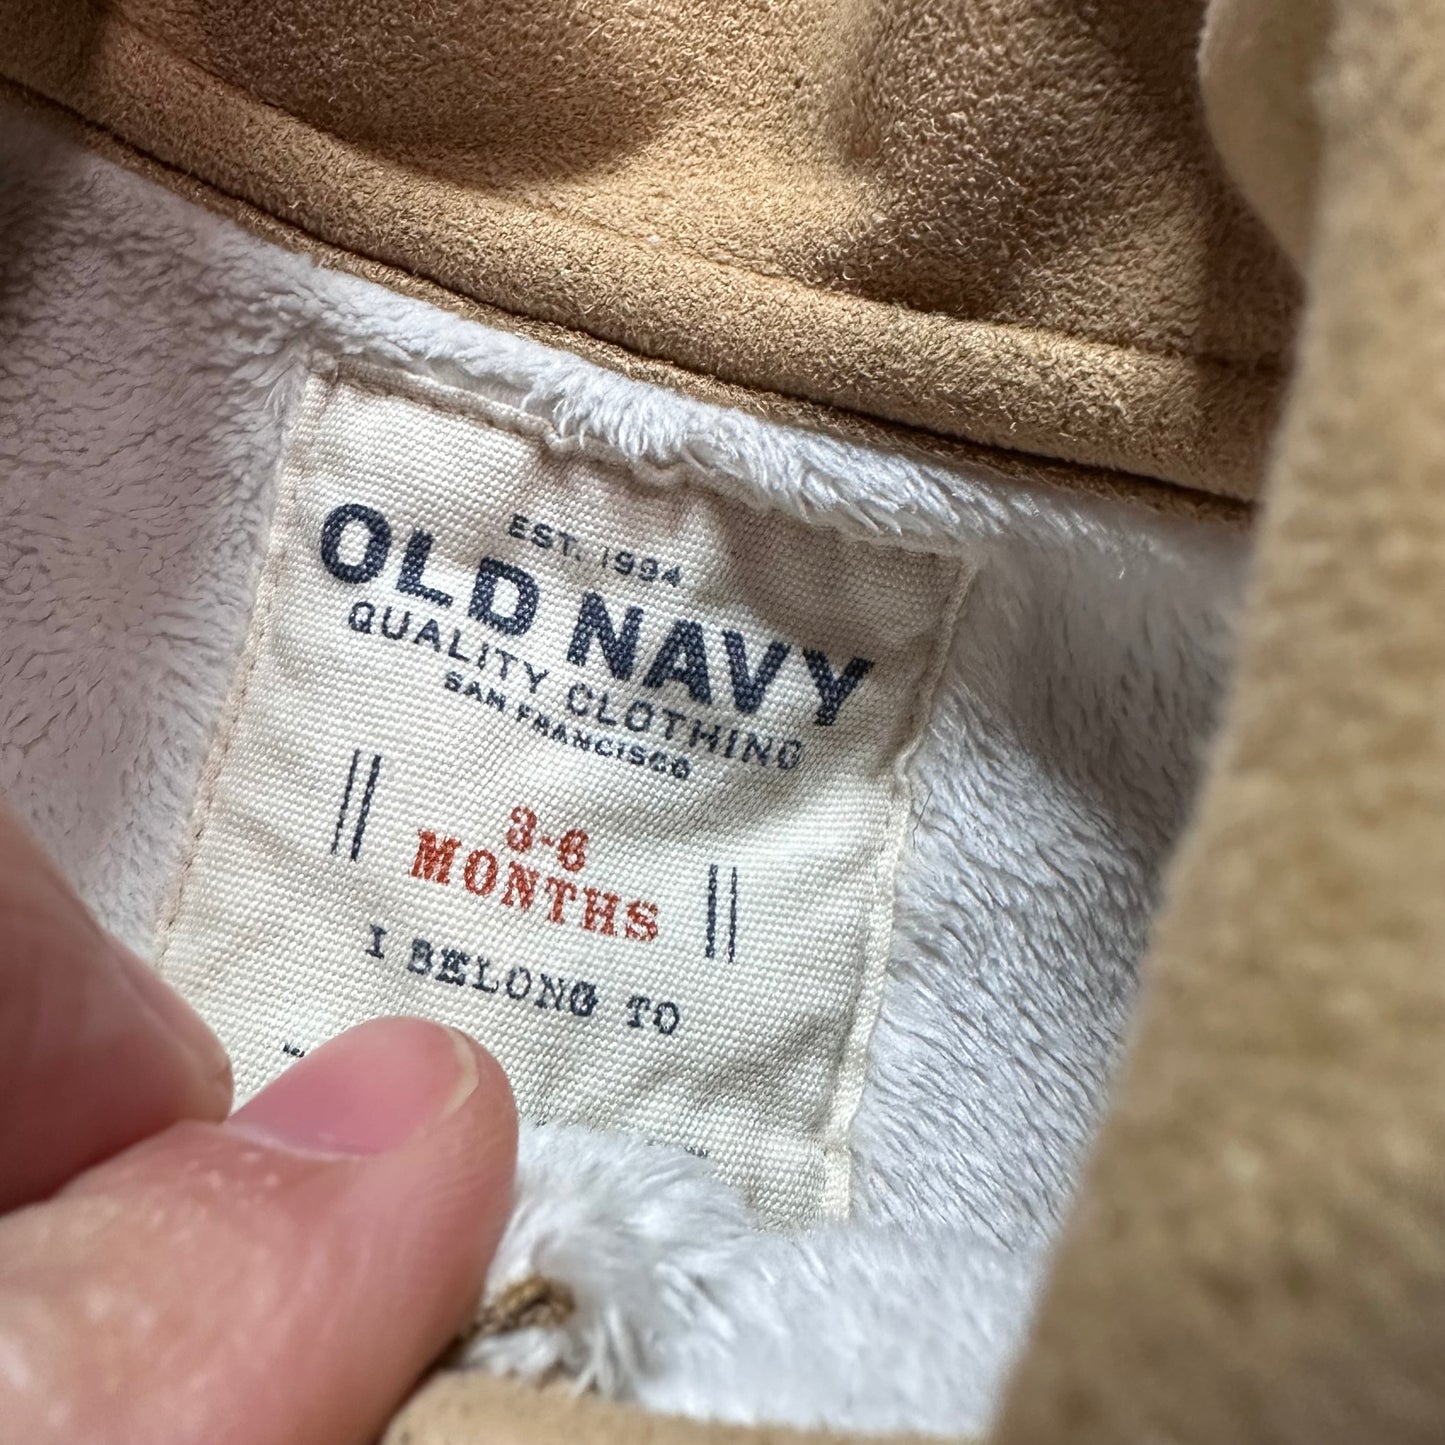 EST. 1994
OLD NAVY
QUALITY CLOTHING
SAN FRANCISCO
3-6
MONTHS
I BELONG TO